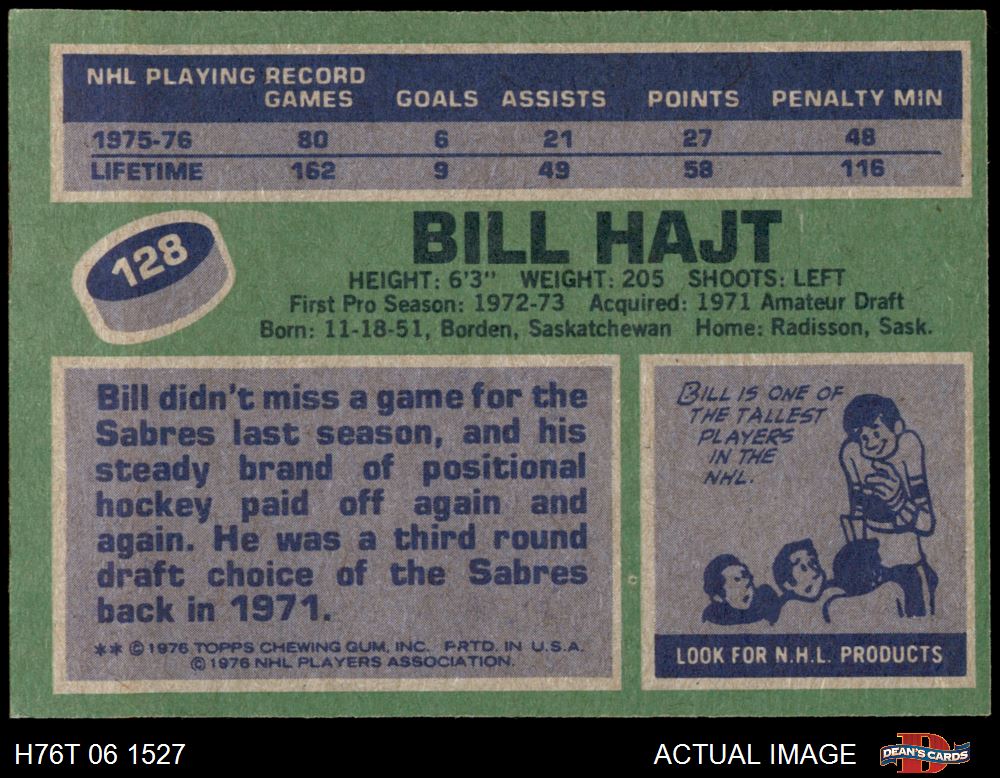 NHL PLAYING RECORD
GAMES GOALS ASSISTS POINTS PENALTY MIN
1975-76 80 6 21 27 48
LIFETIME 162 9 49 58 116
128
BILL HAJT
HEIGHT: 6'3" WEIGHT: 205 SHOOTS: LEFT
First Pro Season: 1972-73 Acquired: 1971 Amateur Draft
Born: 11-18-51, Borden, Saskatchewan Home: Radisson, Sask.
Bill didn't miss a game for the
Sabres last season, and his
steady brand of positional
hockey paid off again and
again. He was a third round
draft choice of the Sabres
back in 1971.
** © 1976 TOPPS CHEWING GUM, INC. PRTD. IN U.S.A.
© 1976 NHL PLAYERS ASSOCIATION.
BILL IS ONE OF
THE TALLEST
PLAYERS
IN THE
NHL.
LOOK FOR N.H.L. PRODUCTS
H76T 06 1527
ACTUAL IMAGE
D
DEAN'S CARDS